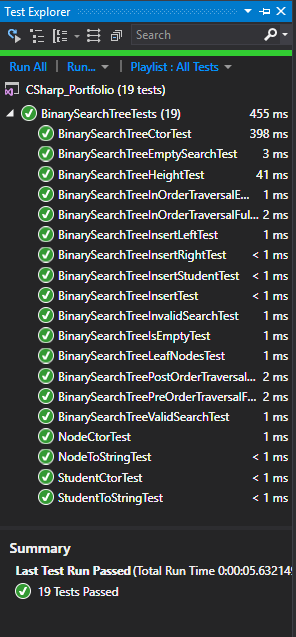 Test Explorer
Search
Run All | Run... | Playlist : All Tests
CSharp_Portfolio (19 tests)
BinarySearchTreeTests (19) 455 ms
BinarySearchTreeCtorTest 398 ms
BinarySearchTreeEmptySearchTest 3 ms
BinarySearchTreeHeightTest 41 ms
BinarySearchTreeInOrderTraversalE... 1 ms
BinarySearchTreeInOrderTraversalFul... 2 ms
BinarySearchTreeInsertLeftTest 1 ms
BinarySearchTreeInsertRightTest < 1 ms
BinarySearchTreeInsertStudentTest < 1 ms
BinarySearchTreeInsertTest < 1 ms
BinarySearchTreeInvalidSearchTest 1 ms
BinarySearchTreeIsEmptyTest 1 ms
BinarySearchTreeLeafNodesTest 1 ms
BinarySearchTreePostOrderTraversal... 2 ms
BinarySearchTreePreOrderTraversalF... 2 ms
BinarySearchTreeValidSearchTest 1 ms
NodeCtorTest 1 ms
NodeToStringTest < 1 ms
StudentCtorTest < 1 ms
StudentToStringTest < 1 ms
Summary
Last Test Run Passed (Total Run Time 0:00:05.632149
19 Tests Passed